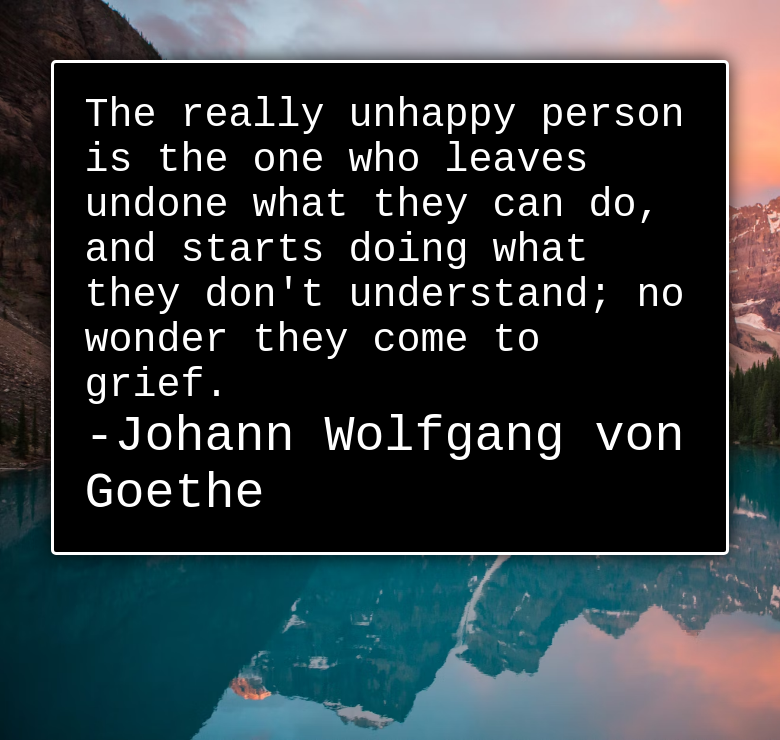 The really unhappy person
is the one who leaves
undone what they can do,
and starts doing what
they don't understand; no
wonder they come to
grief.
-Johann Wolfgang von
Goethe